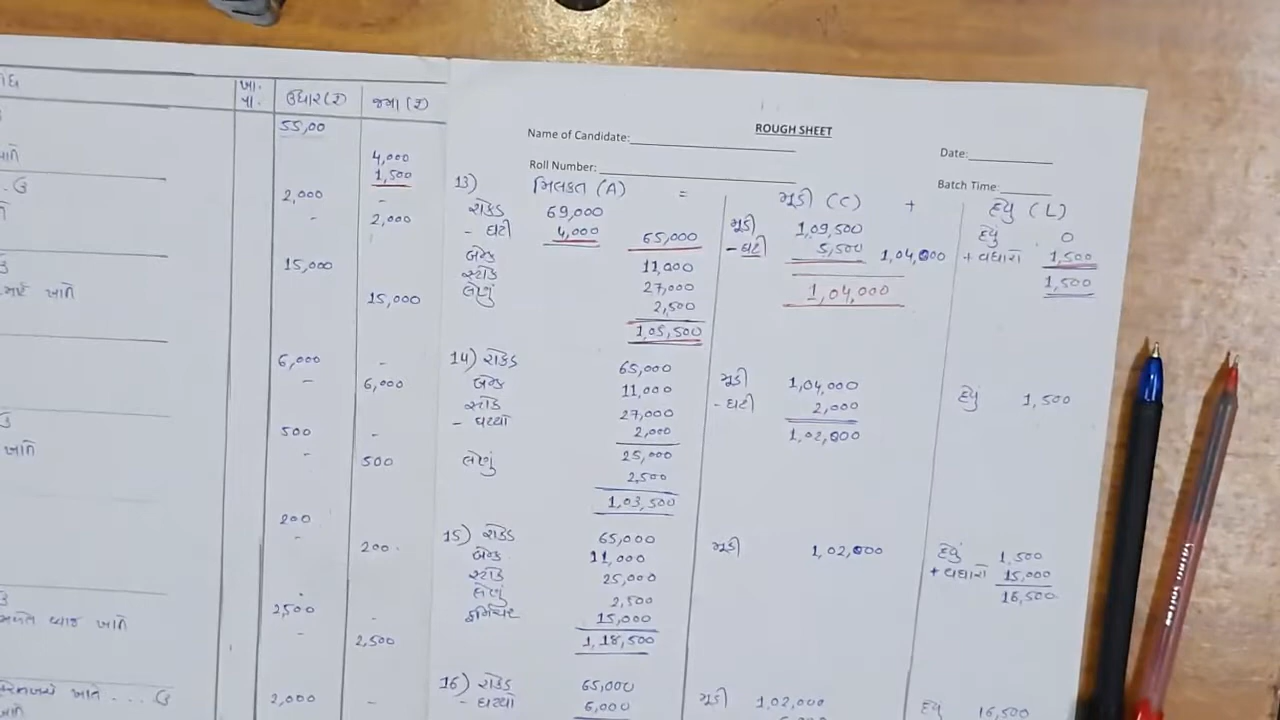 ખા.
પા.
ઉધાર (₹)
જમા (₹)
55,00
4,000
1,500
2,000
-
-
2,000
15,000
15,000
6,000
-
-
6,000
500
-
-
500
200
-
200
2,500
-
-
2,500
2,000
-
ખાતે
ROUGH SHEET
Name of Candidate:
Date:
Roll Number:
Batch Time:
13) મિલકત (A) = મૂડી (C) + દેવું (L)
રોકડ 69,000 મૂડી 1,09,500 દેવું 0
- ઘટી 4,000 65,000 - ઘટી 5,500 1,04,000 + વધારો 1,500
બેન્ક 11,000 1,04,000 1,500
સ્ટોક 27,000
લેણું 2,500
1,05,500
14) રોકડ 65,000
બેન્ક 11,000 મૂડી 1,04,000 દેવું 1,500
સ્ટોક 27,000 - ઘટી 2,000
- ઘટ્યો 2,000 1,02,000
25,000
લેણું 2,500
1,03,500
15) રોકડ 65,000 મૂડી 1,02,000 દેવું 1,500
બેન્ક 11,000 + વધારો 15,000
સ્ટોક 25,000 16,500
લેણું 2,500
ફર્નિચર 15,000
1,18,500
16) રોકડ 65,000 મૂડી 1,02,000 દેવું 16,500
- ઘટ્યો 6,000